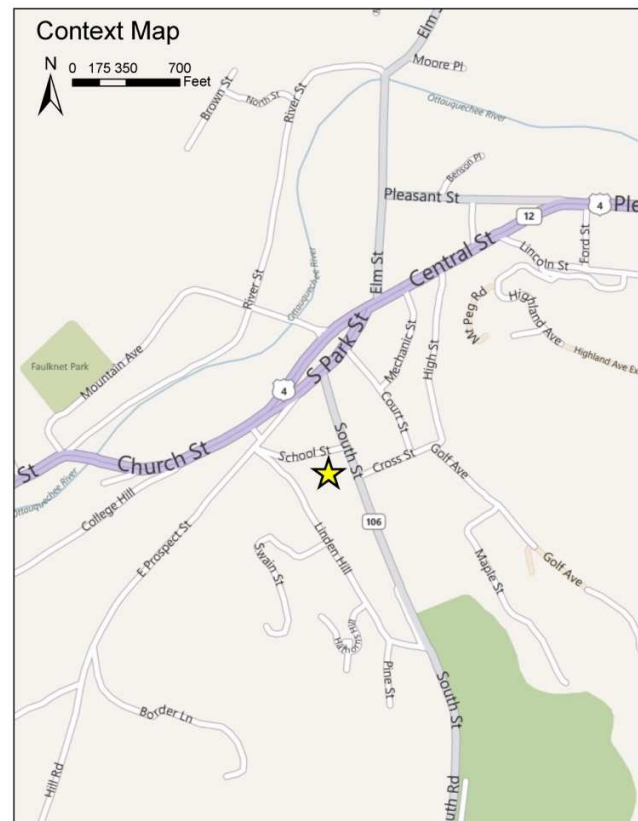 Context Map
N 0 175 350 700
Feet
Elm S
Moore Pl
Brown St
North St
River St
Ottauquechee River
Benson Pl
Pleasant St
4
Ple
12
Central St
Ford St
Lincoln St
Elm St
River St
Ottauquechee River
Mt Peg Rd
Highland Ave
Highland Ave Ex
Mechanic St
High St
Faulknet Park
Mountain Ave
S Park St
4
Court St
Church St
St
School St
South St
Cross St
Golf Ave
Ottauquechee River
College Hill
106
E Prospect St
Linden Hill
Swain St
Maple St
Golf Ave
Pine St
South St
Border Ln
Hill Rd
uth Rd